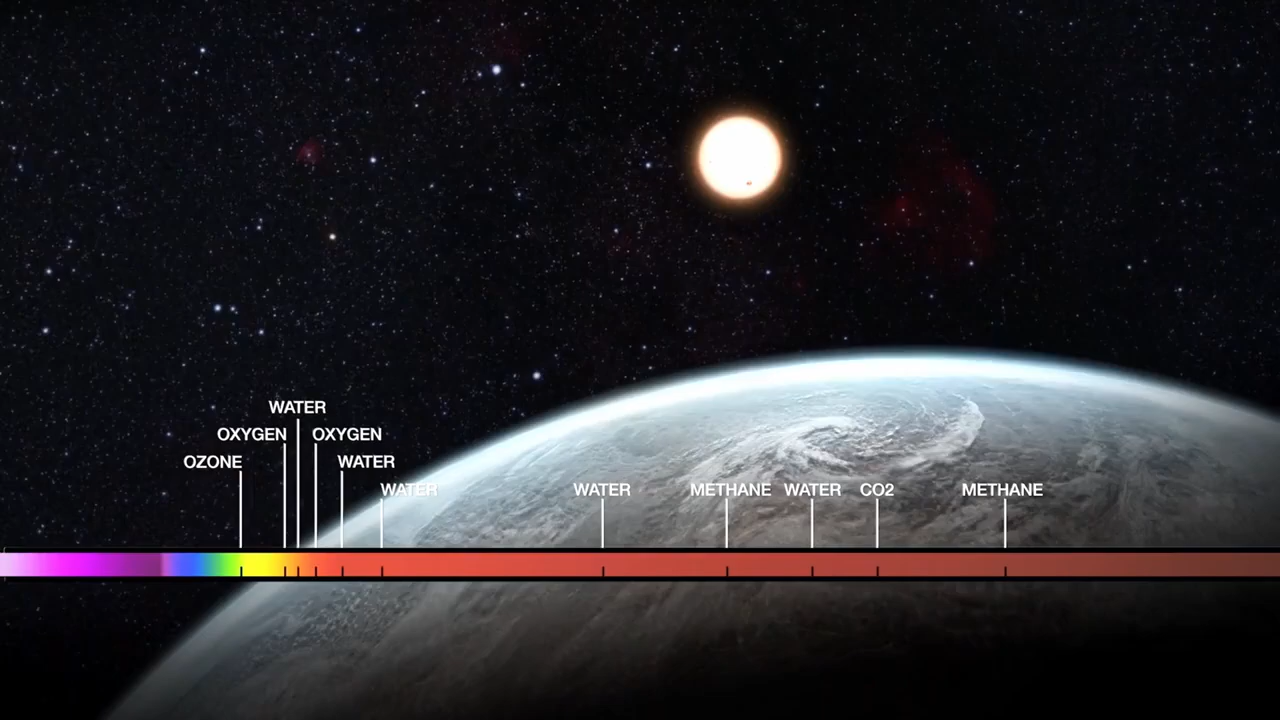 WATER
OXYGEN OXYGEN
OZONE WATER
WATER WATER METHANE WATER CO2 METHANE